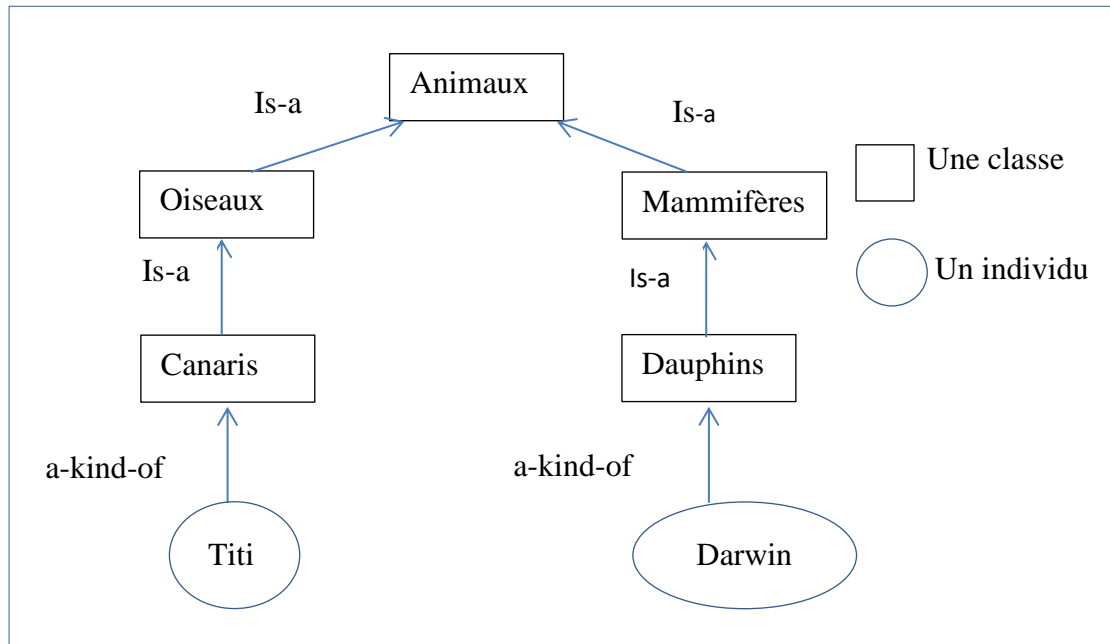 Animaux
Is-a
Is-a
Une classe
Oiseaux
Mammifères
Un individu
Is-a
Is-a
Canaris
Dauphins
a-kind-of
a-kind-of
Titi
Darwin